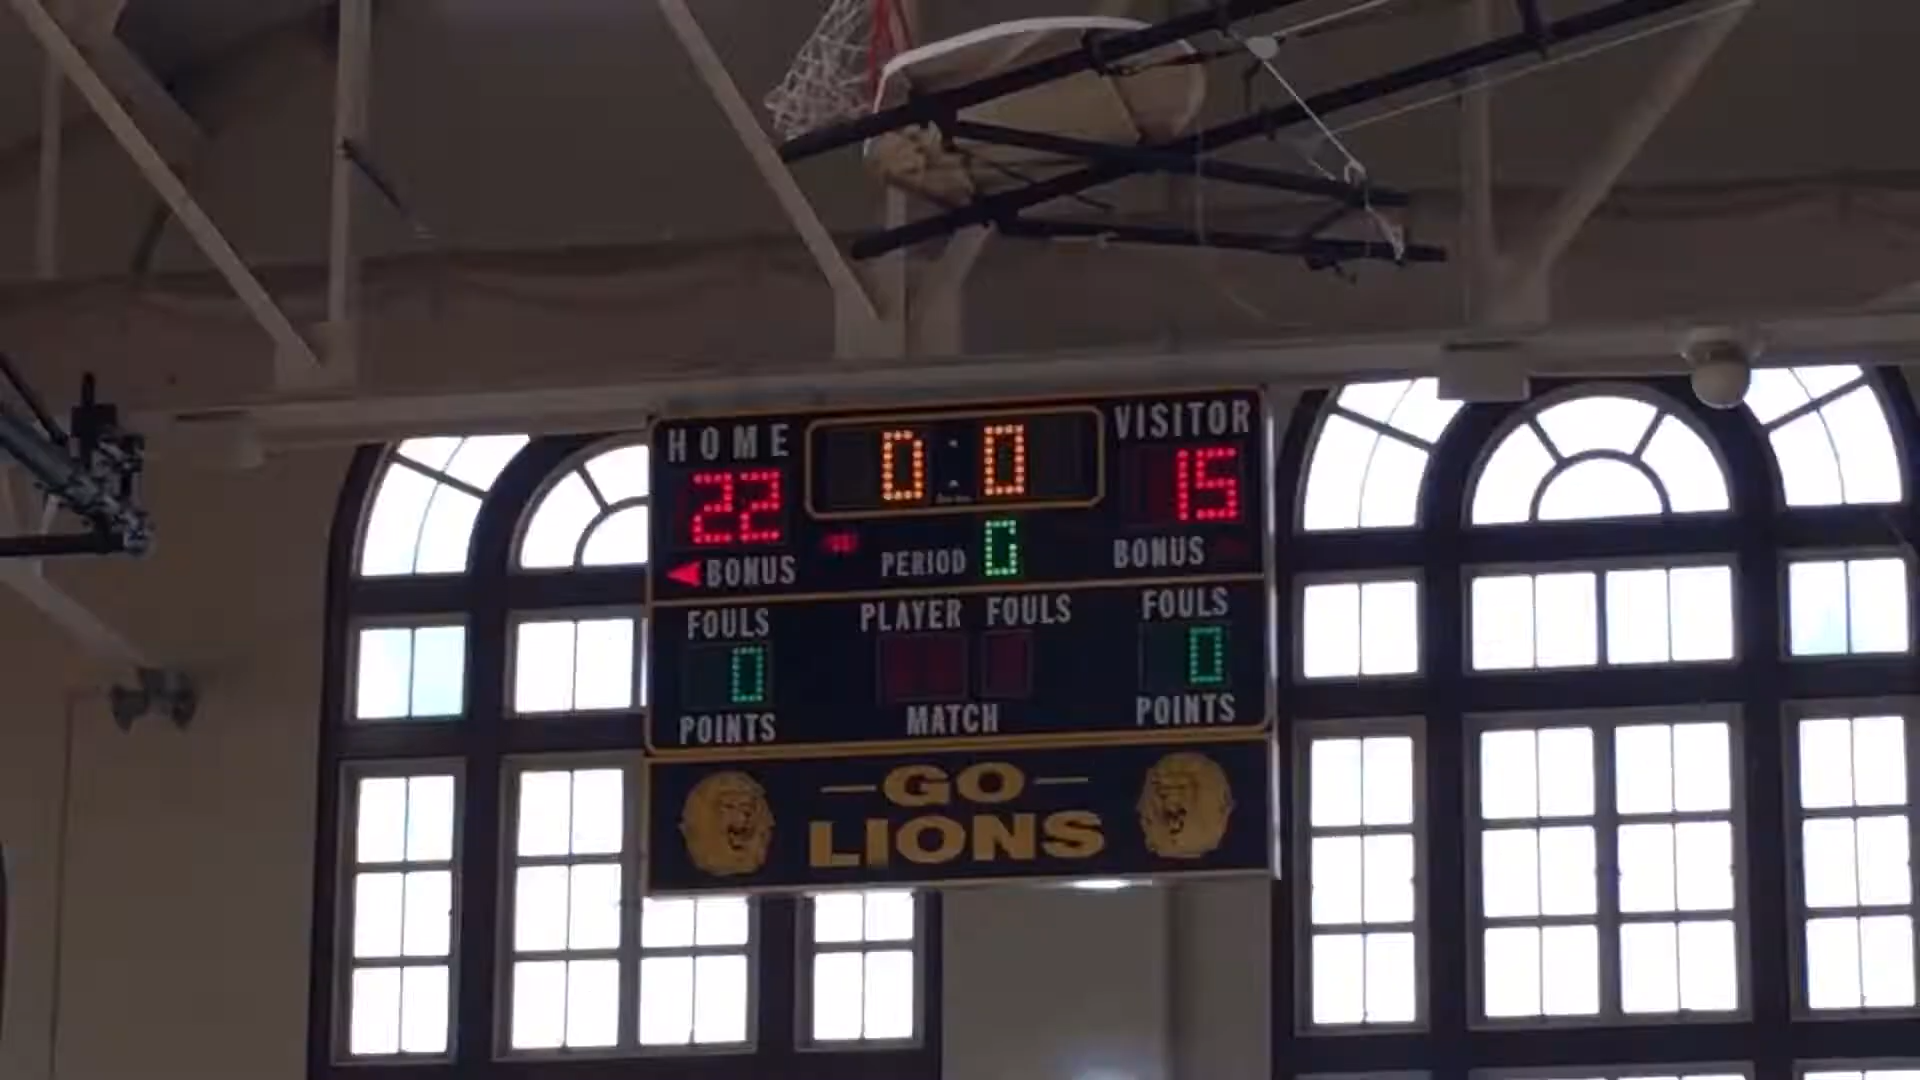 HOME 0:0 VISITOR
22 15
◀BONUS PERIOD G BONUS
FOULS PLAYER FOULS FOULS
0 0
POINTS MATCH POINTS
—GO—
LIONS